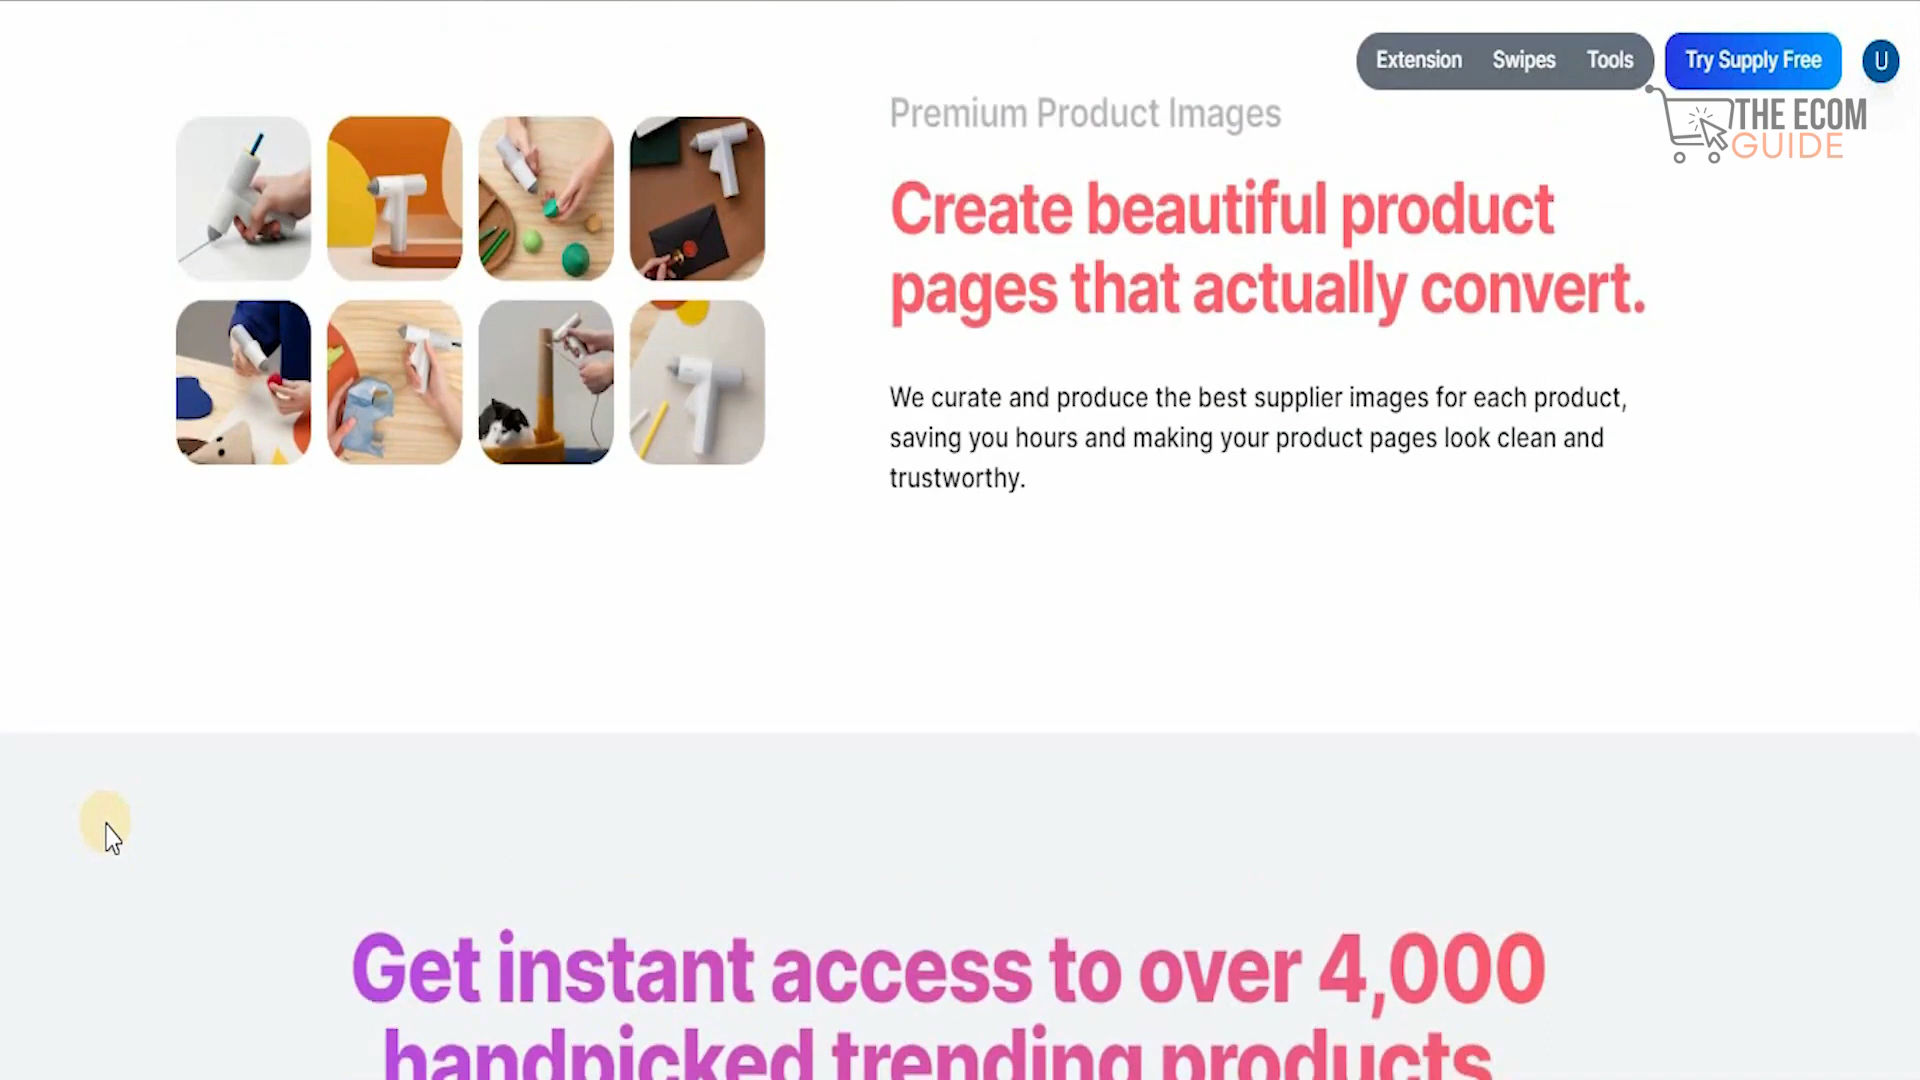 Extension Swipes Tools Try Supply Free U
THE ECOM
GUIDE
Premium Product Images
Create beautiful product
pages that actually convert.
We curate and produce the best supplier images for each product,
saving you hours and making your product pages look clean and
trustworthy.
Get instant access to over 4,000
handpicked trending products